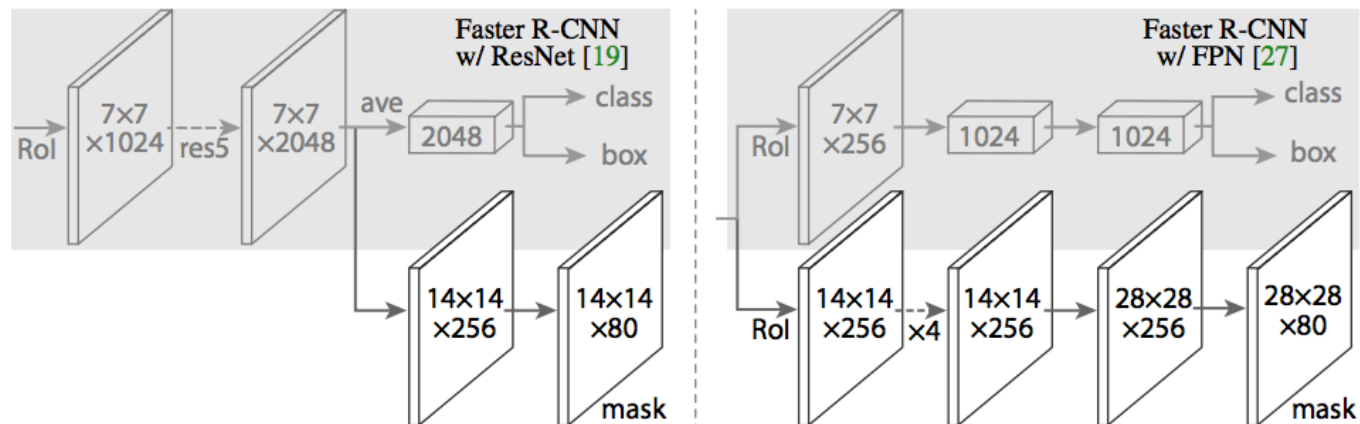 Faster R-CNN
w/ ResNet [19]
RoI
7×7
×1024
res5
7×7
×2048
ave
2048
class
box
14×14
×256
14×14
×80
mask
Faster R-CNN
w/ FPN [27]
RoI
7×7
×256
1024
1024
class
box
RoI
14×14
×256
×4
14×14
×256
28×28
×256
28×28
×80
mask